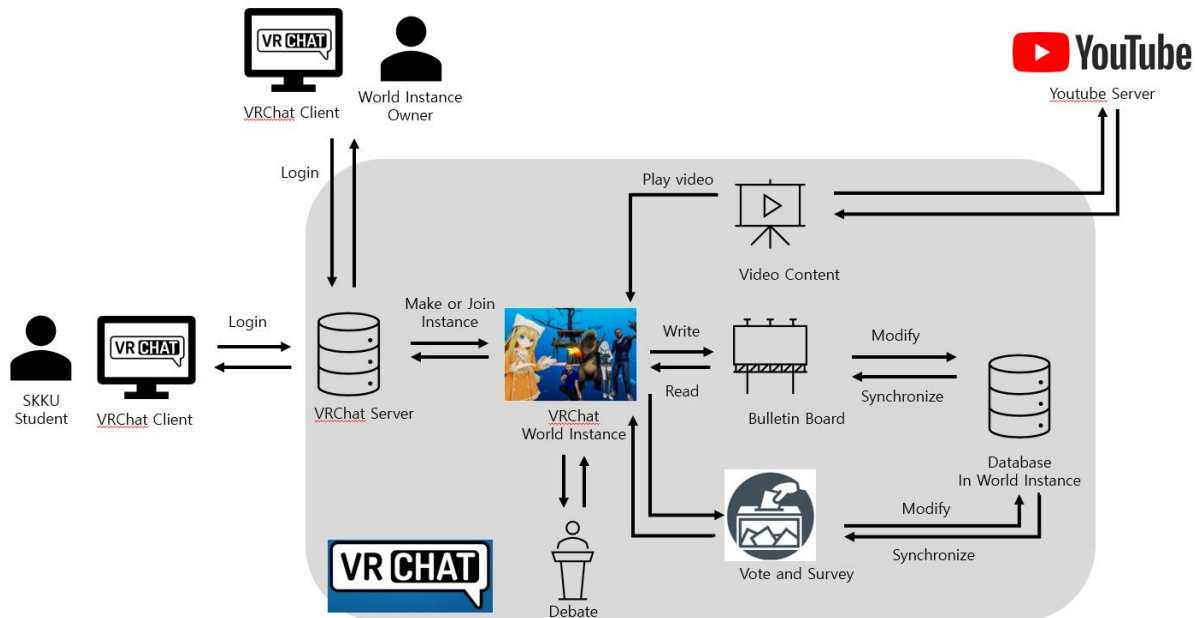 VR CHAT
VRChat Client
World Instance
Owner
YouTube
Youtube Server
Login
Play video
Video Content
SKKU
Student
VR CHAT
VRChat Client
Login
VRChat Server
Make or Join
Instance
VRChat
World Instance
Write
Read
Bulletin Board
Modify
Synchronize
Database
In World Instance
Vote and Survey
Modify
Synchronize
Debate
VR CHAT